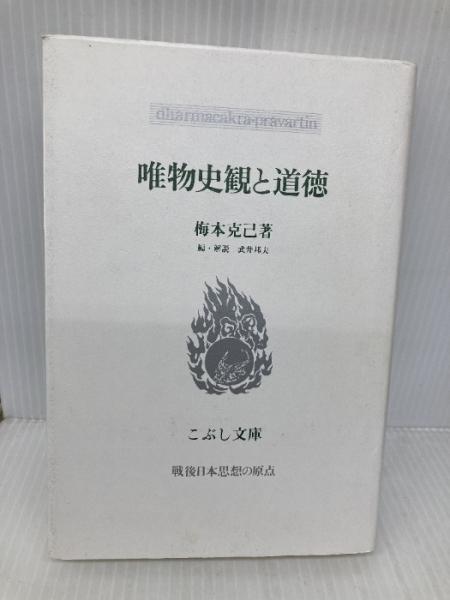 dharmacakra-pravartin
唯物史観と道徳
梅本克己著
編・解説 武井邦夫
こぶし文庫
戦後日本思想の原点